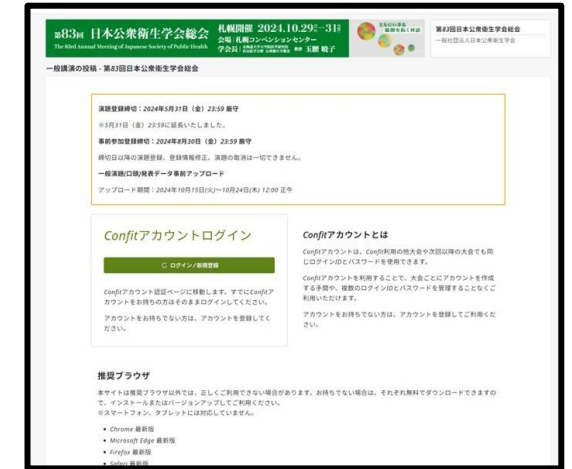 第83回 日本公衆衛生学会総会
The 83rd Annual Meeting of Japanese Society of Public Health
札幌開催 2024.10.29㊋―31㊍
会場 札幌コンベンションセンター
学会長 玉腰 暁子
第83回日本公衆衛生学会総会
一般社団法人日本公衆衛生学会
一般講演の投稿 - 第83回日本公衆衛生学会総会
演題登録締切：2024年5月31日（金）23:59 厳守
※5月31日（金）23:59に延長いたしました。
事前参加登録締切：2024年8月30日（金）23:59 厳守
締切日以降の演題登録、登録情報修正、演題の取消は一切できません。
一般演題/口頭/発表データ事前アップロード
アップロード期間：2024年10月15日(火)〜10月24日(木) 12:00 正午
Confitアカウントログイン
ログイン / 新規登録
Confitアカウント認証ページに移動します。すでにConfitア
カウントをお持ちの方はそのままログインしてください。
アカウントをお持ちでない方は、アカウントを登録してく
ださい。
Confitアカウントとは
Confitアカウントは、Confit利用の他大会や次回以降の大会でも同
じログインIDとパスワードを使用できます。
Confitアカウントを利用することで、大会ごとにアカウントを作成
する手間や、複数のログインIDとパスワードを管理することなくご
利用いただけます。
アカウントをお持ちでない方は、アカウントを登録してご利用くだ
さい。
推奨ブラウザ
本サイトは推奨ブラウザ以外では、正しくご利用できない場合があります。お持ちでない場合は、それぞれ無料でダウンロードできますの
で、インストールまたはバージョンアップしてご利用ください。
※スマートフォン、タブレットには対応していません。
• Chrome 最新版
• Microsoft Edge 最新版
• Firefox 最新版
• Safari 最新版